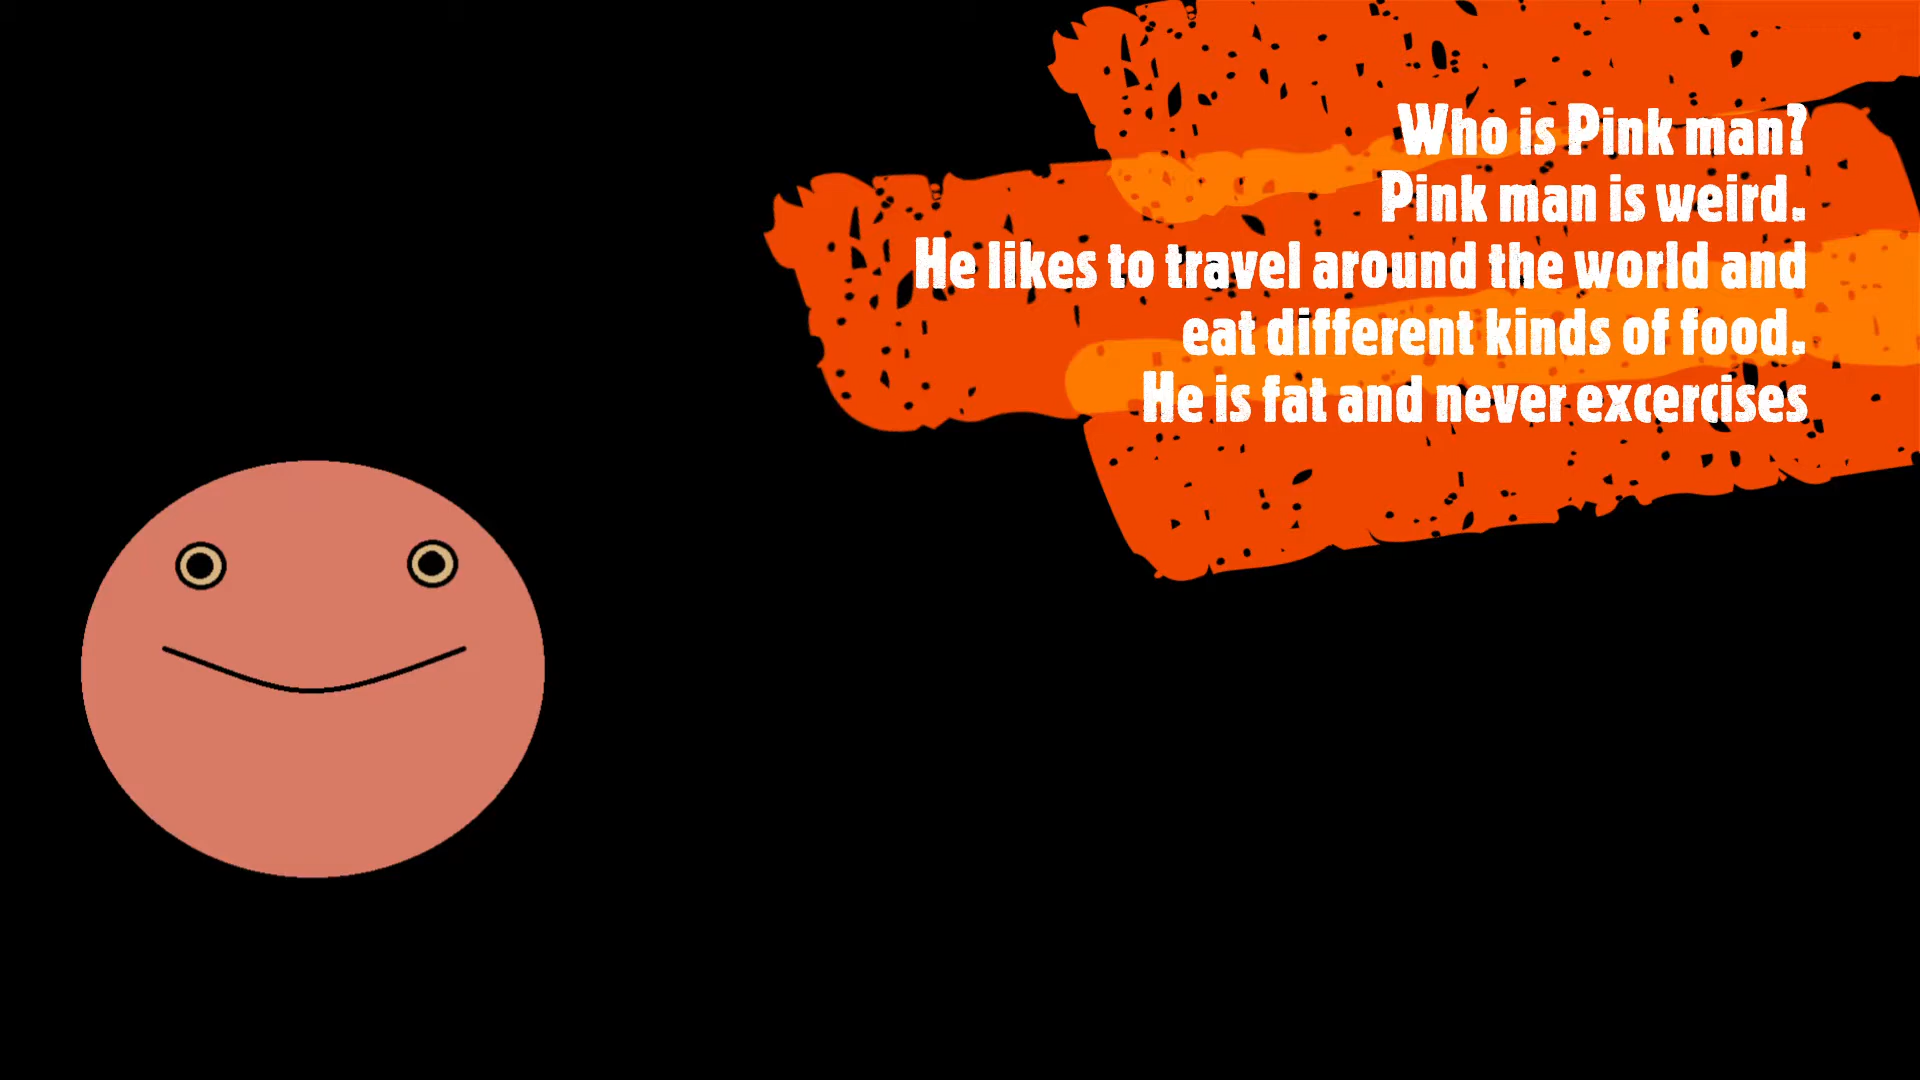 Who is Pink man?
Pink man is weird.
He likes to travel around the world and
eat different kinds of food.
He is fat and never excercises